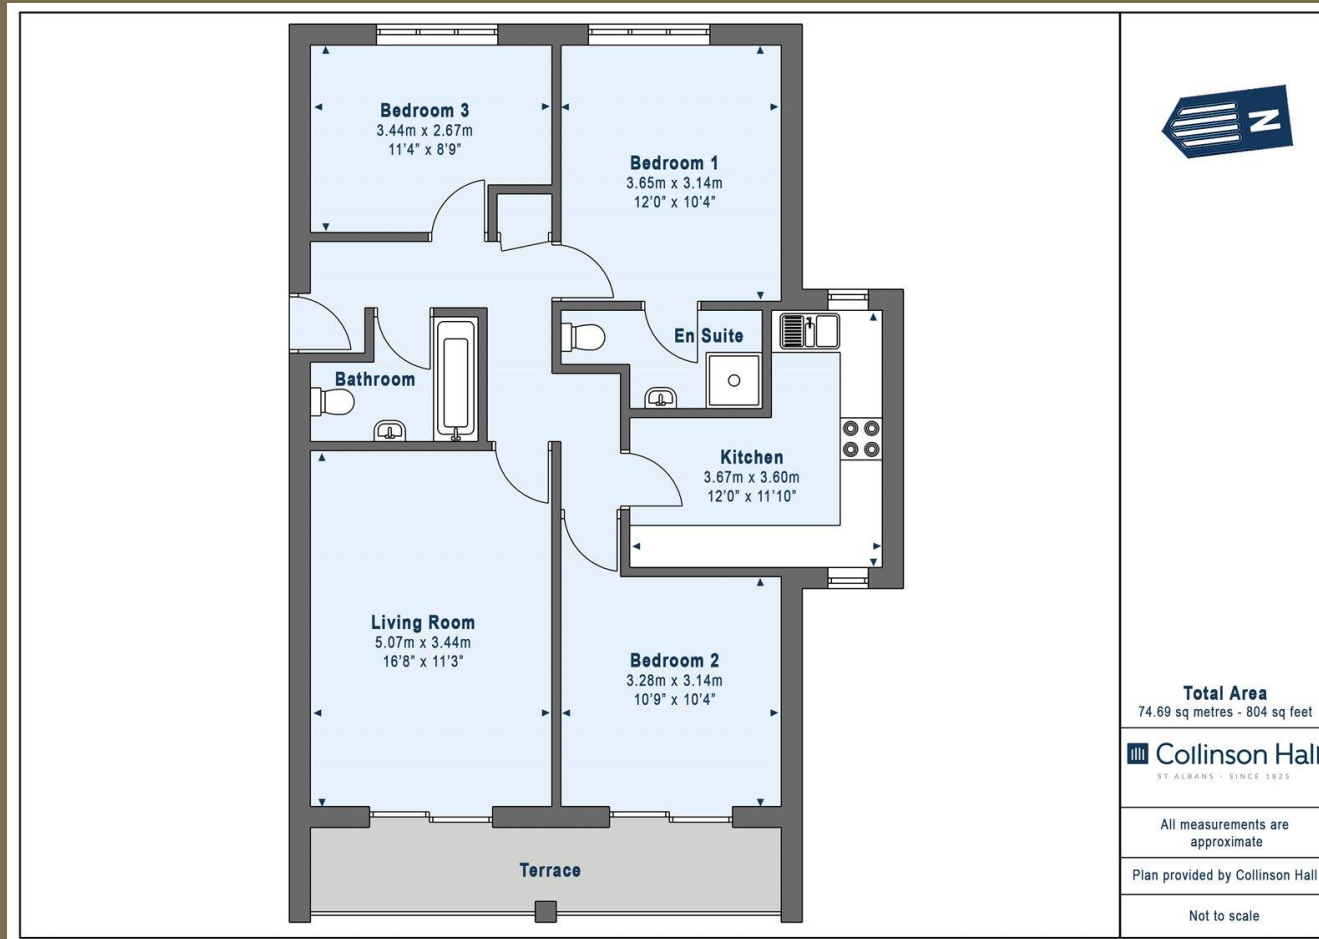 Bedroom 3
3.44m x 2.67m
11'4" x 8'9"
Bedroom 1
3.65m x 3.14m
12'0" x 10'4"
N
En Suite
Bathroom
Kitchen
3.67m x 3.60m
12'0" x 11'10"
Living Room
5.07m x 3.44m
16'8" x 11'3"
Bedroom 2
3.28m x 3.14m
10'9" x 10'4"
Terrace
Total Area
74.69 sq metres - 804 sq feet
Collinson Hall
ST ALBANS - SINCE 1825
All measurements are
approximate
Plan provided by Collinson Hall
Not to scale